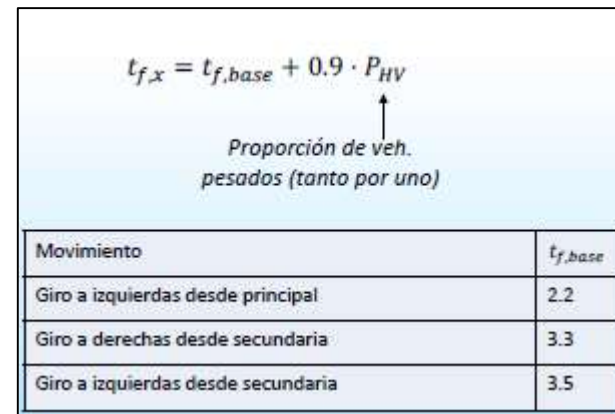 t_{f,x} = t_{f,base} + 0.9 · P_{HV}
Proporción de veh.
pesados (tanto por uno)
Movimiento t_{f,base}
Giro a izquierdas desde principal 2.2
Giro a derechas desde secundaria 3.3
Giro a izquierdas desde secundaria 3.5